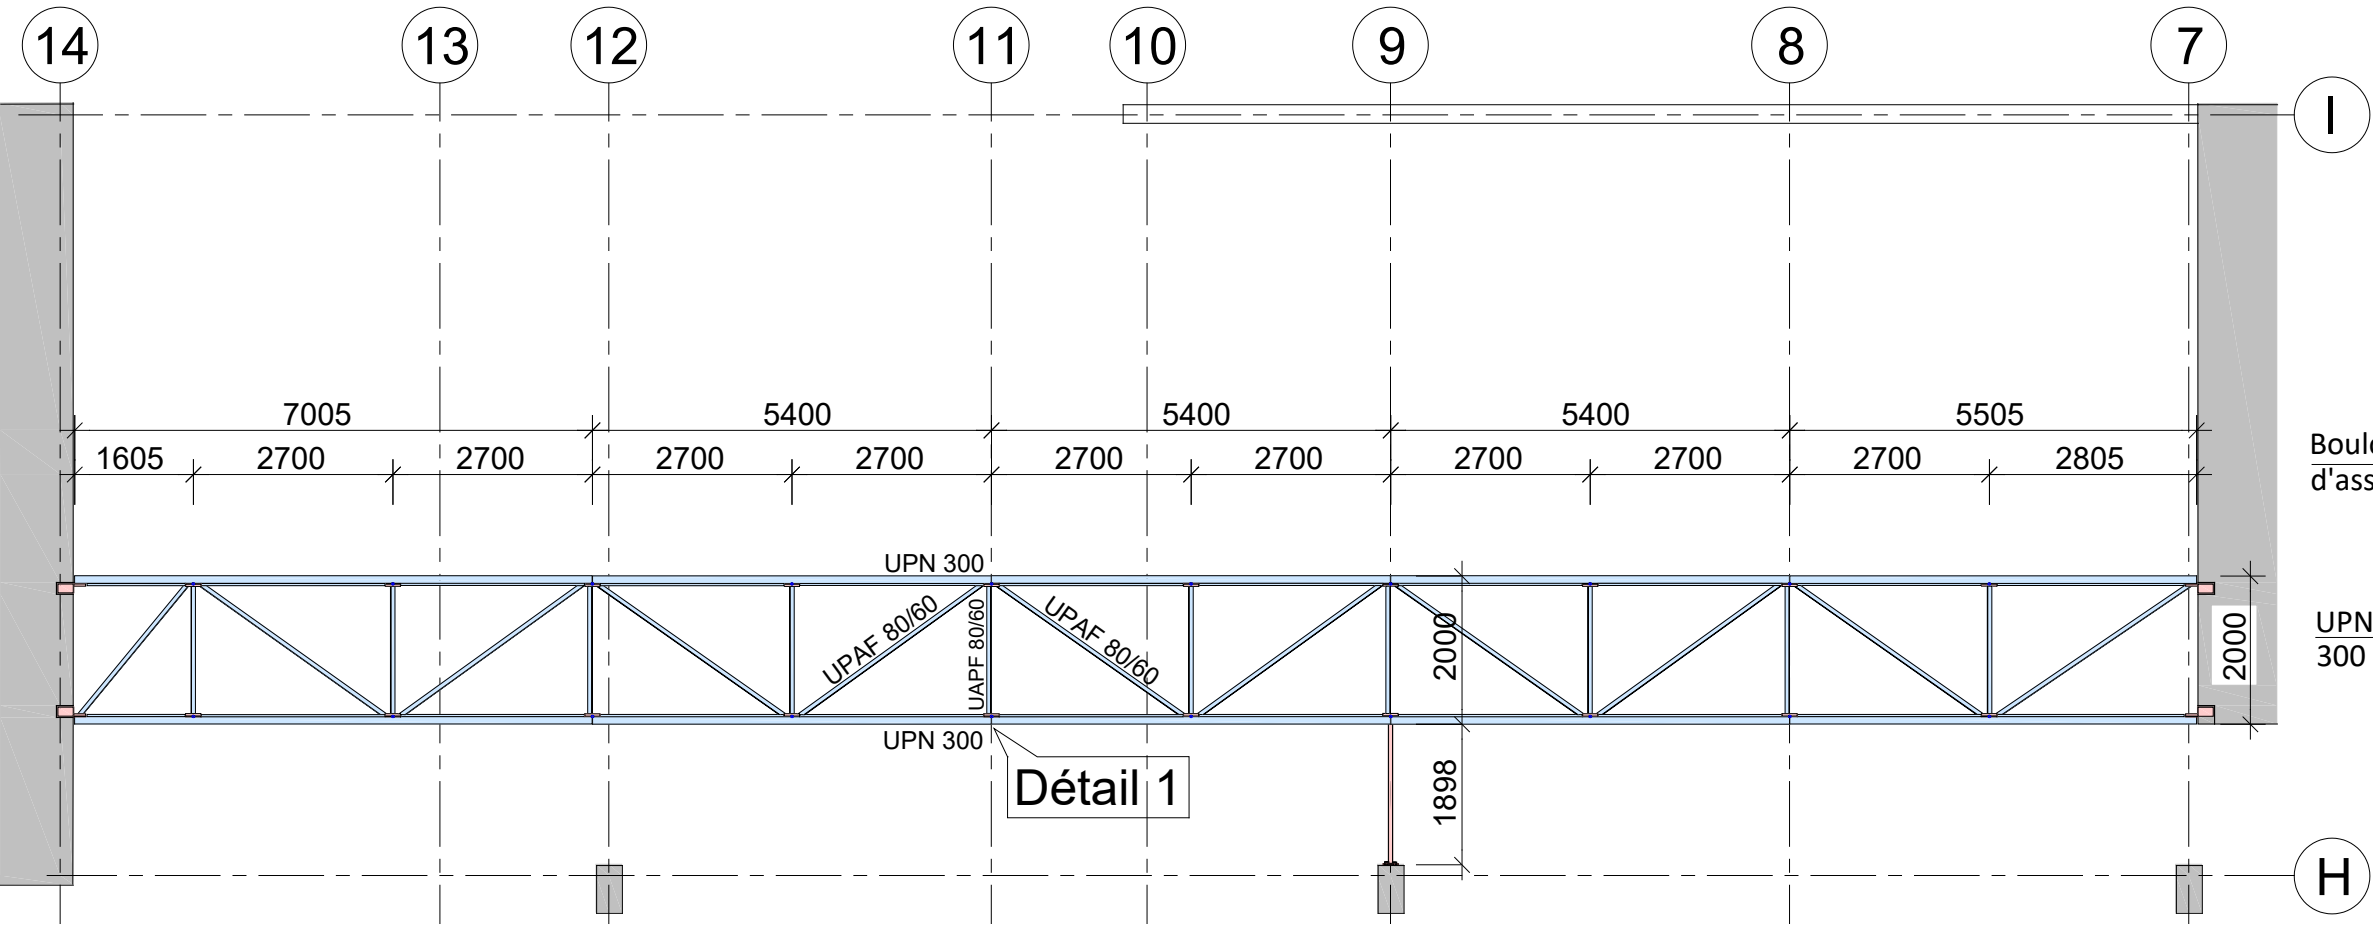 14 13 12 11 10 9 8 7
I
7005 5400 5400 5400 5505
1605 2700 2700 2700 2700 2700 2700 2700 2700 2700 2805
d'ass
UPN 300
UPAF 80/60
UAPF 80/60
UPAF 80/60
2000
2000
UPN
300
UPN 300
Détail 1
1898
H